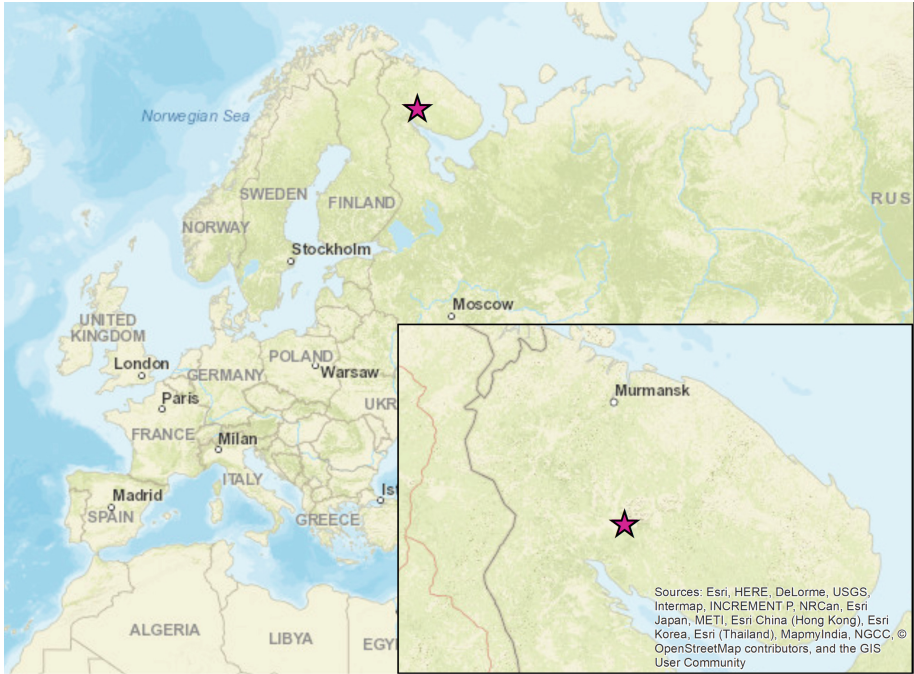 Norwegian Sea
RUS
SWEDEN
FINLAND
NORWAY
Stockholm
Moscow
UNITED
KINGDOM
POLAND
London
GERMANY
Warsaw
Paris
UKR
FRANCE
Milan
ITALY
Madrid
Ist
SPAIN
GREECE
ALGERIA
LIBYA
EGY
Murmansk
Sources: Esri, HERE, DeLorme, USGS,
Intermap, INCREMENT P, NRCan, Esri
Japan, METI, Esri China (Hong Kong), Esri
Korea, Esri (Thailand), MapmyIndia, NGCC, ©
OpenStreetMap contributors, and the GIS
User Community